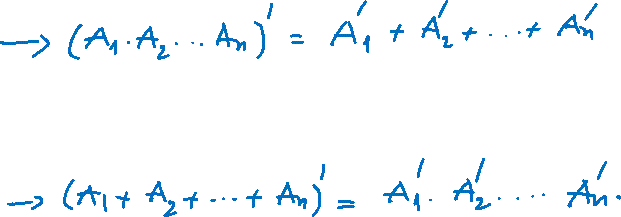 → (A₁·A₂...Aₙ)' = A₁' + A₂' + ... + Aₙ'
→ (A₁ + A₂ + ... + Aₙ)' = A₁'. A₂'. ... Aₙ'.